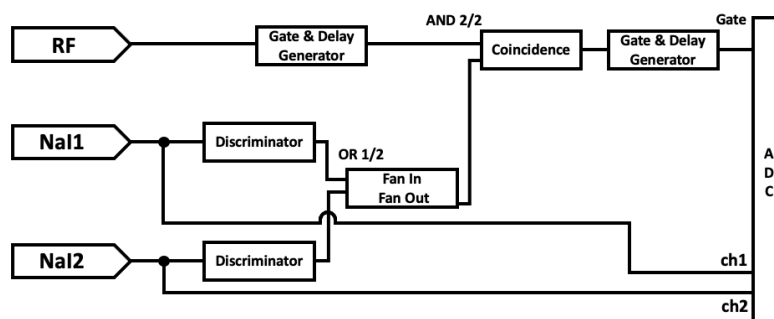 AND 2/2
Gate
RF
Gate & Delay
Generator
Coincidence
Gate & Delay
Generator
NaI1
Discriminator
OR 1/2
Fan In
Fan Out
A
D
C
NaI2
Discriminator
ch1
ch2